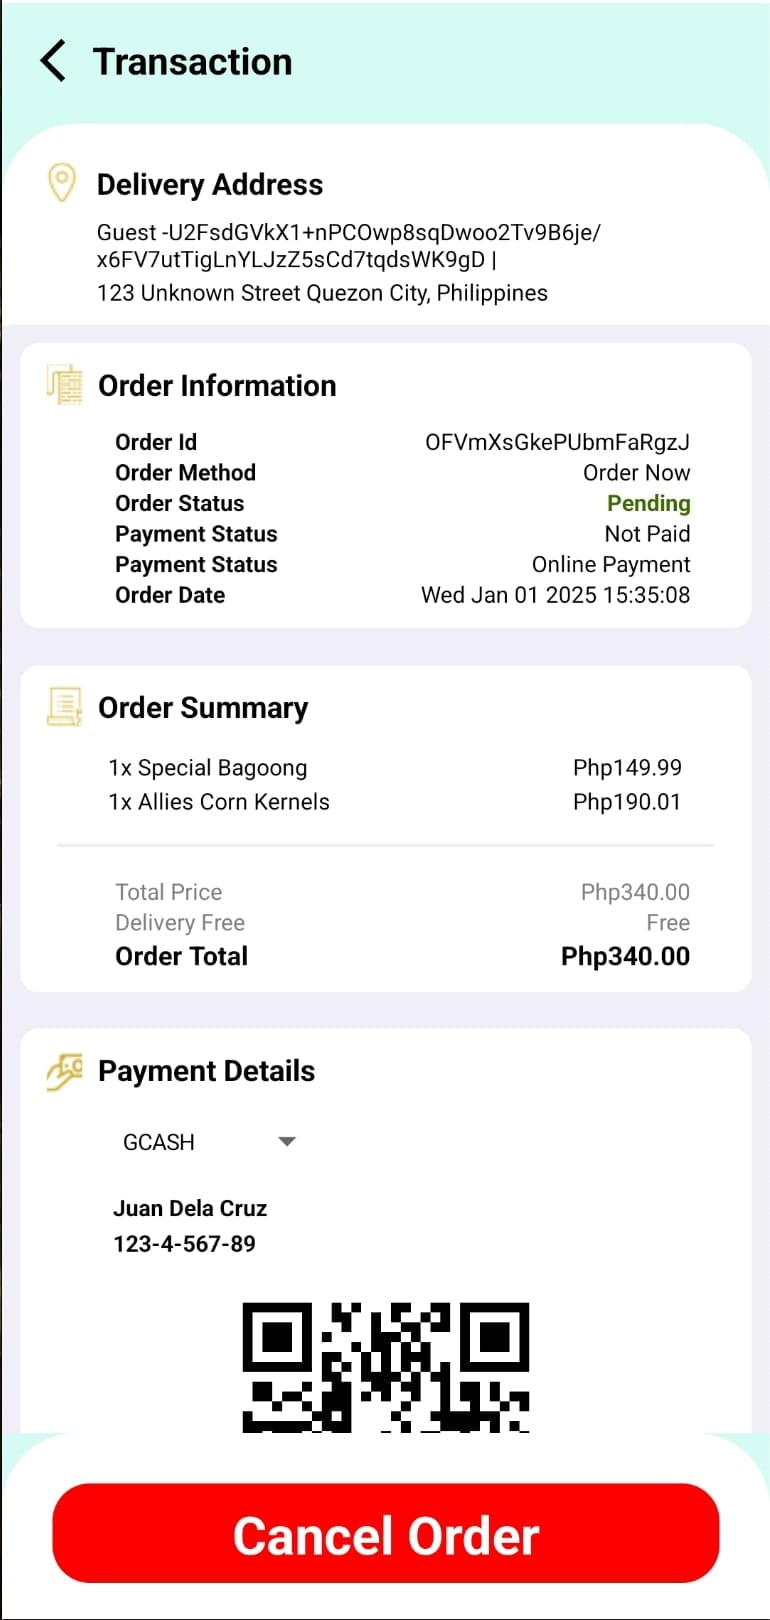 Transaction
Delivery Address
Guest -U2FsdGVkX1+nPCOwp8sqDwoo2Tv9B6je/
x6FV7utTigLnYLJzZ5sCd7tqdsWK9gD |
123 Unknown Street Quezon City, Philippines
Order Information
Order Id OFVmXsGkePUbmFaRgzJ
Order Method Order Now
Order Status Pending
Payment Status Not Paid
Payment Status Online Payment
Order Date Wed Jan 01 2025 15:35:08
Order Summary
1x Special Bagoong Php149.99
1x Allies Corn Kernels Php190.01
Total Price Php340.00
Delivery Free Free
Order Total Php340.00
Payment Details
GCASH
Juan Dela Cruz
123-4-567-89
Cancel Order